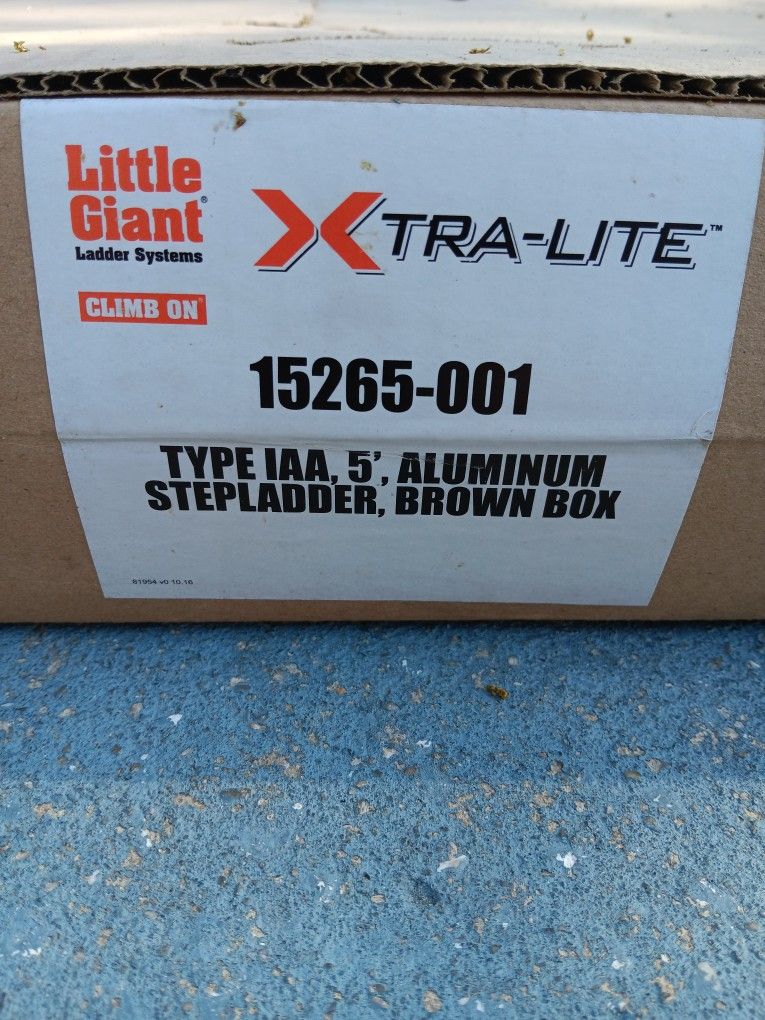 Little
Giant®
Ladder Systems
CLIMB ON®
XTRA-LITE™
15265-001
TYPE IAA, 5', ALUMINUM
STEPLADDER, BROWN BOX
81954 v0 10.16